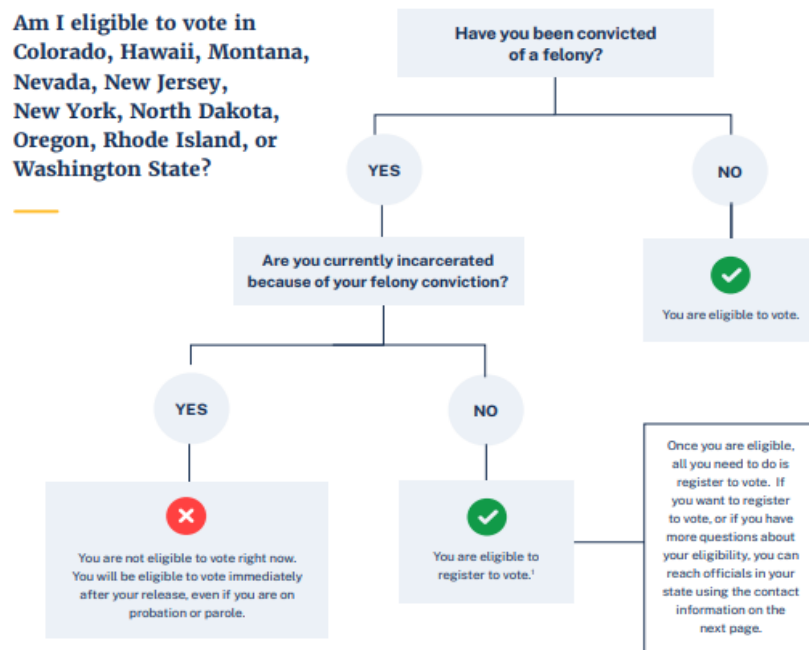 Am I eligible to vote in
Colorado, Hawaii, Montana,
Nevada, New Jersey,
New York, North Dakota,
Oregon, Rhode Island, or
Washington State?
Have you been convicted
of a felony?
YES
NO
Are you currently incarcerated
because of your felony conviction?
You are eligible to vote.
YES
NO
You are not eligible to vote right now.
You will be eligible to vote immediately
after your release, even if you are on
probation or parole.
You are eligible to
register to vote.¹
Once you are eligible,
all you need to do is
register to vote. If
you want to register
to vote, or if you have
more questions about
your eligibility, you can
reach officials in your
state using the contact
information on the
next page.